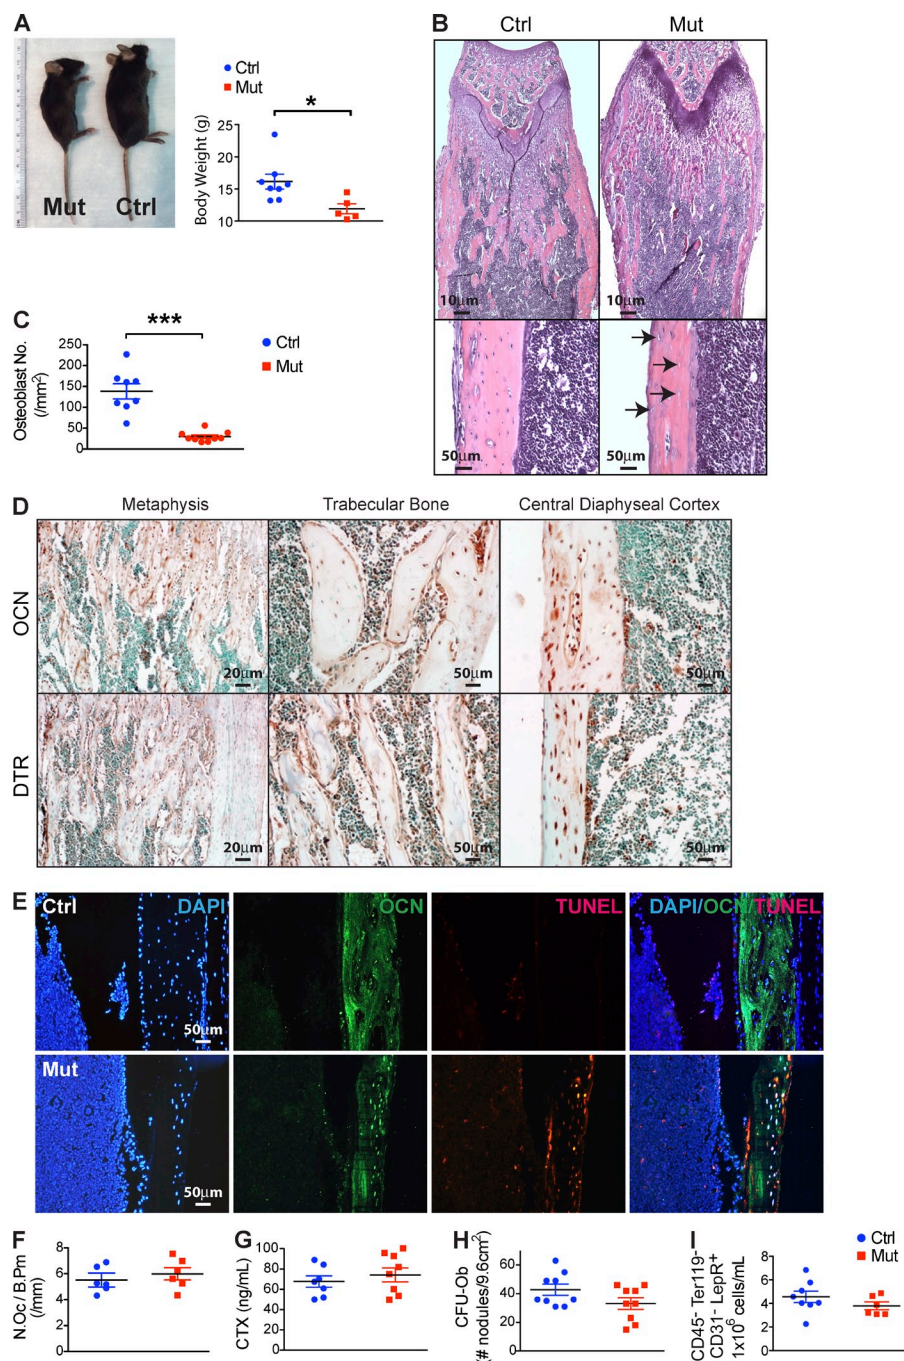 A
Mut Ctrl
Ctrl
Mut
*
Body Weight (g)
25
20
15
10
B
Ctrl Mut
10μm 10μm
50μm 50μm
C
***
Osteoblast No.
(/mm²)
250
200
150
100
50
0
Ctrl
Mut
D
Metaphysis Trabecular Bone Central Diaphyseal Cortex
OCN
20μm 50μm 50μm
DTR
20μm 50μm 50μm
E
Ctrl DAPI OCN TUNEL DAPI/OCN/TUNEL
50μm
Mut
50μm
F
N.Oc/ B.Pm
(/mm)
8
6
4
2
0
G
CTX (ng/mL)
100
80
60
40
20
0
H
CFU-Ob
(# nodules/9.6cm²)
60
40
20
0
I
CD45- Ter119-
CD31- LepR+
1x10⁶ cells/mL
8
6
4
2
0
Ctrl
Mut